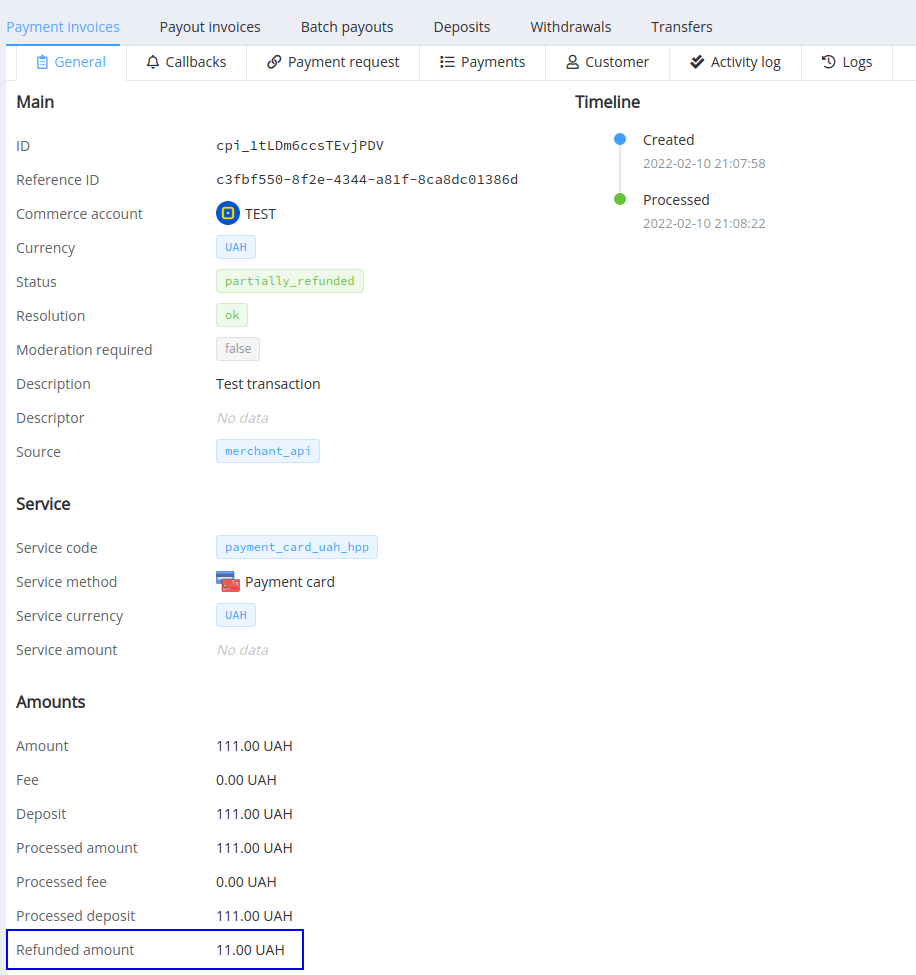 Payment invoices Payout invoices Batch payouts Deposits Withdrawals Transfers
General Callbacks Payment request Payments Customer Activity log Logs
Main
ID cpi_1tLDm6ccsTEvjPDV
Reference ID c3fbf550-8f2e-4344-a81f-8ca8dc01386d
Commerce account TEST
Currency UAH
Status partially_refunded
Resolution ok
Moderation required false
Description Test transaction
Descriptor No data
Source merchant_api
Service
Service code payment_card_uah_hpp
Service method Payment card
Service currency UAH
Service amount No data
Amounts
Amount 111.00 UAH
Fee 0.00 UAH
Deposit 111.00 UAH
Processed amount 111.00 UAH
Processed fee 0.00 UAH
Processed deposit 111.00 UAH
Refunded amount 11.00 UAH
Timeline
Created
2022-02-10 21:07:58
Processed
2022-02-10 21:08:22